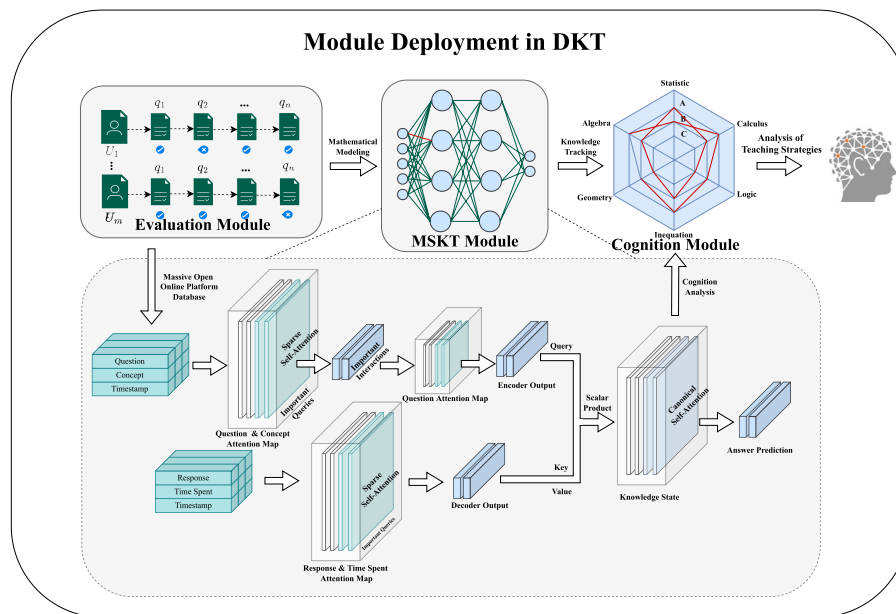 Module Deployment in DKT
q1 q2 ... qn
U1
⋮
q1 q2 ... qn
Um
Evaluation Module
Mathematical
Modeling
MSKT Module
Knowledge
Tracking
Statistic
A
B
C
Algebra
Calculus
Geometry
Logic
Inequation
Cognition Module
Analysis of
Teaching Strategies
Massive Open
Online Platform
Database
Cognition
Analysis
Question
Concept
Timestamp
Sparse
Self-Attention
Important
Queries
Question & Concept
Attention Map
Important
Interactions
Question Attention Map
Encoder Output
Query
Scalar
Product
Key
Value
Response
Time Spent
Timestamp
Sparse
Self-Attention
Important Queries
Response & Time Spent
Attention Map
Decoder Output
Canonical
Self-Attention
Knowledge State
Answer Prediction